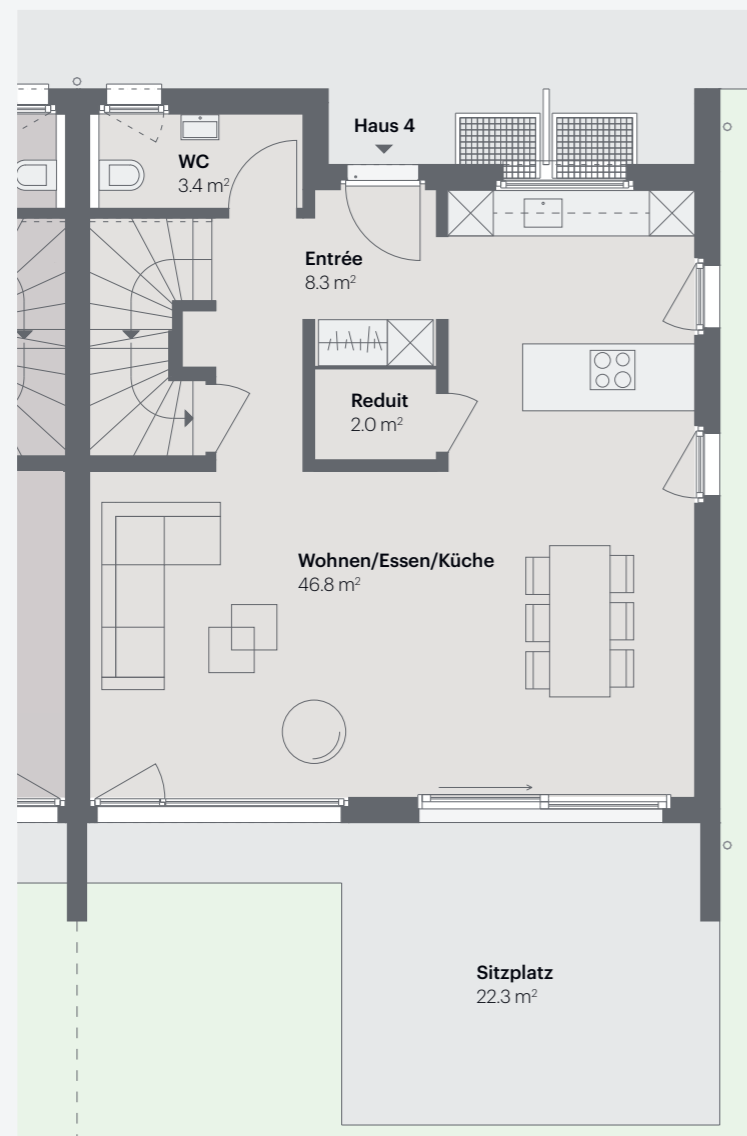 Haus 4
WC
3.4 m²
Entrée
8.3 m²
Reduit
2.0 m²
Wohnen/Essen/Küche
46.8 m²
Sitzplatz
22.3 m²